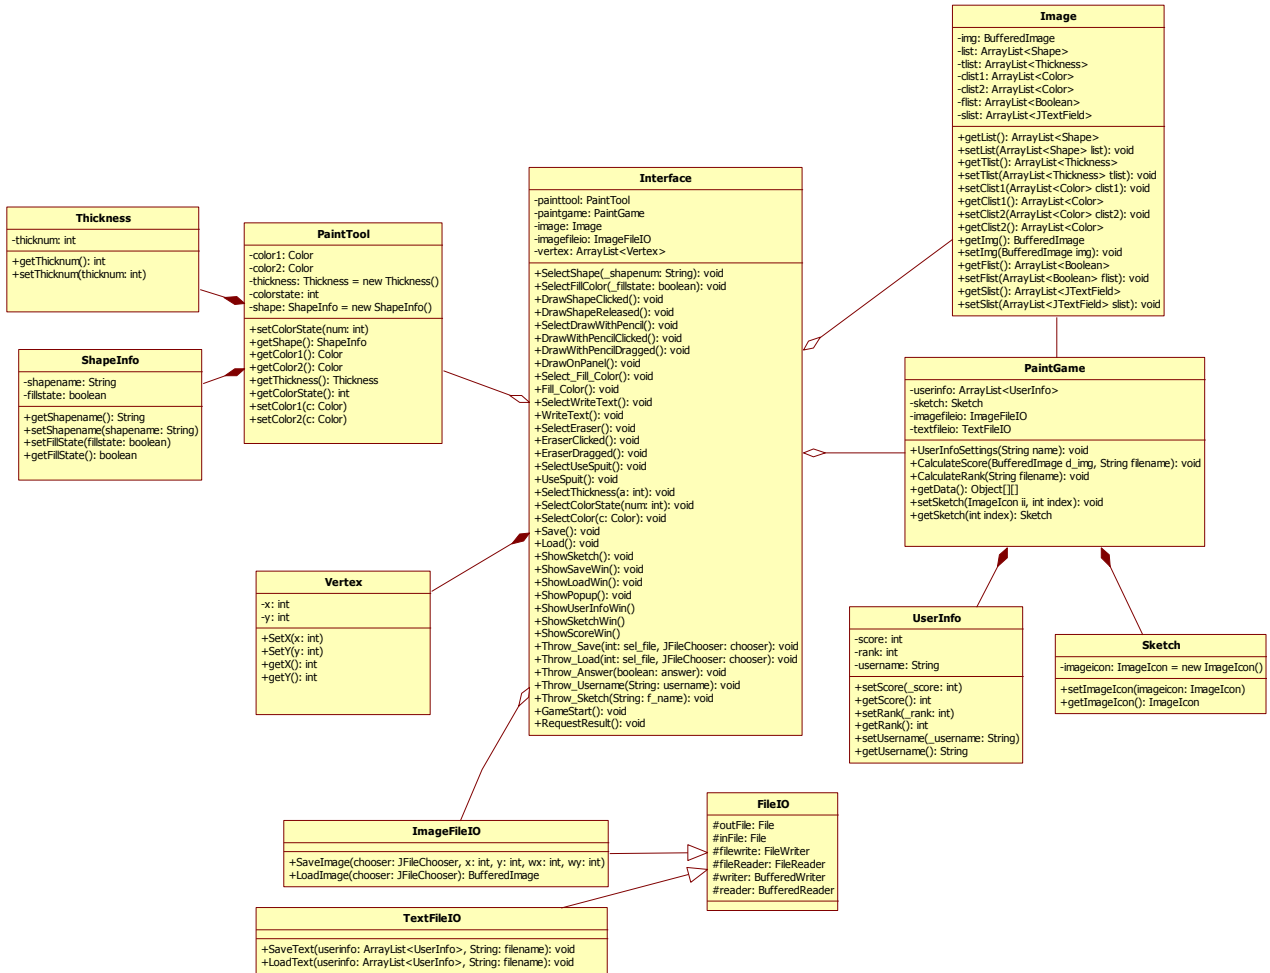 Image
-img: BufferedImage
-list: ArrayList<Shape>
-tlist: ArrayList<Thickness>
-clist1: ArrayList<Color>
-clist2: ArrayList<Color>
-flist: ArrayList<Boolean>
-slist: ArrayList<JTextField>
+getList(): ArrayList<Shape>
+setList(ArrayList<Shape> list): void
+getTlist(): ArrayList<Thickness>
+setTlist(ArrayList<Thickness> tlist): void
+setClist1(ArrayList<Color> clist1): void
+getClist1(): ArrayList<Color>
+setClist2(ArrayList<Color> clist2): void
+getClist2(): ArrayList<Color>
+getImg(): BufferedImage
+setImg(BufferedImage img): void
+getFlist(): ArrayList<Boolean>
+setFlist(ArrayList<Boolean> flist): void
+getSlist(): ArrayList<JTextField>
+setSlist(ArrayList<JTextField> slist): void
Interface
-painttool: PaintTool
-paintgame: PaintGame
-image: Image
-imagefileio: ImageFileIO
-vertex: ArrayList<Vertex>
+SelectShape(_shapenum: String): void
+SelectFillColor(_fillstate: boolean): void
+DrawShapeClicked(): void
+DrawShapeReleased(): void
+SelectDrawWithPencil(): void
+DrawWithPencilClicked(): void
+DrawWithPencilDragged(): void
+DrawOnPanel(): void
+Select_Fill_Color(): void
+Fill_Color(): void
+SelectWriteText(): void
+WriteText(): void
+SelectEraser(): void
+EraserClicked(): void
+EraserDragged(): void
+SelectUseSpuit(): void
+UseSpuit(): void
+SelectThickness(a: int): void
+SelectColorState(num: int): void
+SelectColor(c: Color): void
+Save(): void
+Load(): void
+ShowSketch(): void
+ShowSaveWin(): void
+ShowLoadWin(): void
+ShowPopup(): void
+ShowUserInfoWin()
+ShowSketchWin()
+ShowScoreWin()
+Throw_Save(int: sel_file, JFileChooser: chooser): void
+Throw_Load(int: sel_file, JFileChooser: chooser): void
+Throw_Answer(boolean: answer): void
+Throw_Username(String: username): void
+Throw_Sketch(String: f_name): void
+GameStart(): void
+RequestResult(): void
Thickness
-thicknum: int
+getThicknum(): int
+setThicknum(thicknum: int)
PaintTool
-color1: Color
-color2: Color
-thickness: Thickness = new Thickness()
-colorstate: int
-shape: ShapeInfo = new ShapeInfo()
+setColorState(num: int)
+getShape(): ShapeInfo
+getColor1(): Color
+getColor2(): Color
+getThickness(): Thickness
+getColorState(): int
+setColor1(c: Color)
+setColor2(c: Color)
ShapeInfo
-shapename: String
-fillstate: boolean
+getShapename(): String
+setShapename(shapename: String)
+setFillState(fillstate: boolean)
+getFillState(): boolean
PaintGame
-userinfo: ArrayList<UserInfo>
-sketch: Sketch
-imagefileio: ImageFileIO
-textfileio: TextFileIO
+UserInfoSettings(String name): void
+CalculateScore(BufferedImage d_img, String filename): void
+CalculateRank(String filename): void
+getData(): Object[][]
+setSketch(ImageIcon ii, int index): void
+getSketch(int index): Sketch
Vertex
-x: int
-y: int
+SetX(x: int)
+SetY(y: int)
+getX(): int
+getY(): int
UserInfo
-score: int
-rank: int
-username: String
+setScore(_score: int)
+getScore(): int
+setRank(_rank: int)
+getRank(): int
+setUsername(_username: String)
+getUsername(): String
Sketch
-imageicon: ImageIcon = new ImageIcon()
+setImageIcon(imageicon: ImageIcon)
+getImageIcon(): ImageIcon
FileIO
#outFile: File
#inFile: File
#filewrite: FileWriter
#fileReader: FileReader
#writer: BufferedWriter
#reader: BufferedReader
ImageFileIO
+SaveImage(chooser: JFileChooser, x: int, y: int, wx: int, wy: int)
+LoadImage(chooser: JFileChooser): BufferedImage
TextFileIO
+SaveText(userinfo: ArrayList<UserInfo>, String: filename): void
+LoadText(userinfo: ArrayList<UserInfo>, String: filename): void